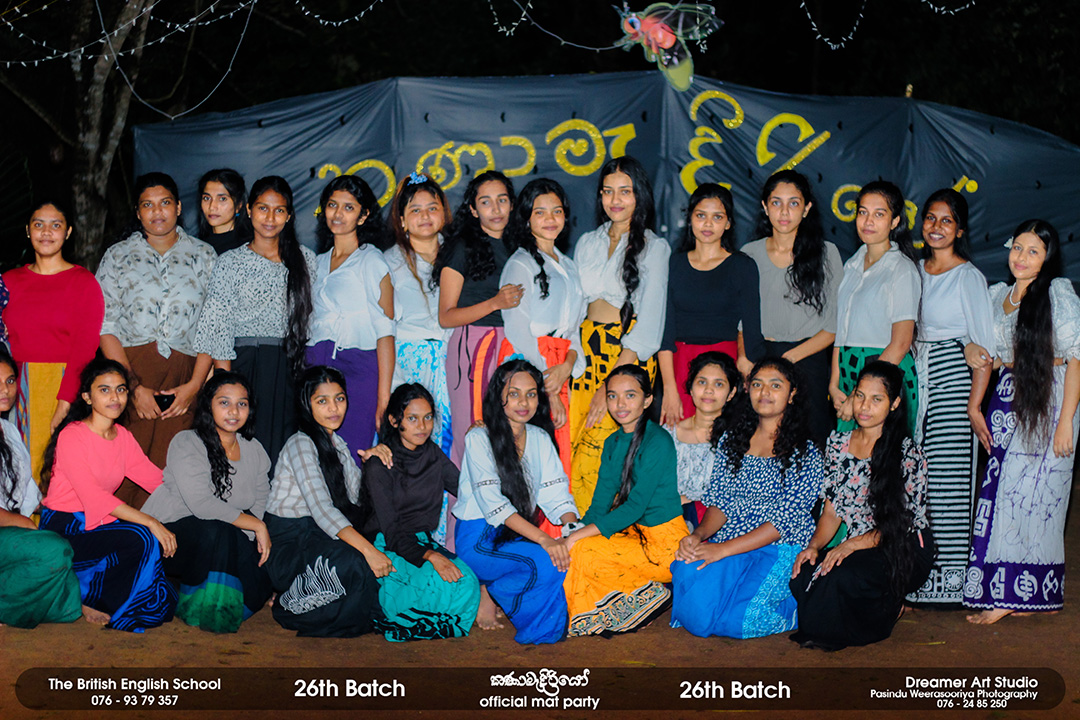 කණාමැදිරි
The British English School
076 - 93 79 357
26th Batch
කණාමැදිරියෝ
official mat party
26th Batch
Dreamer Art Studio
Pasindu Weerasooriya Photography
076 - 24 85 250